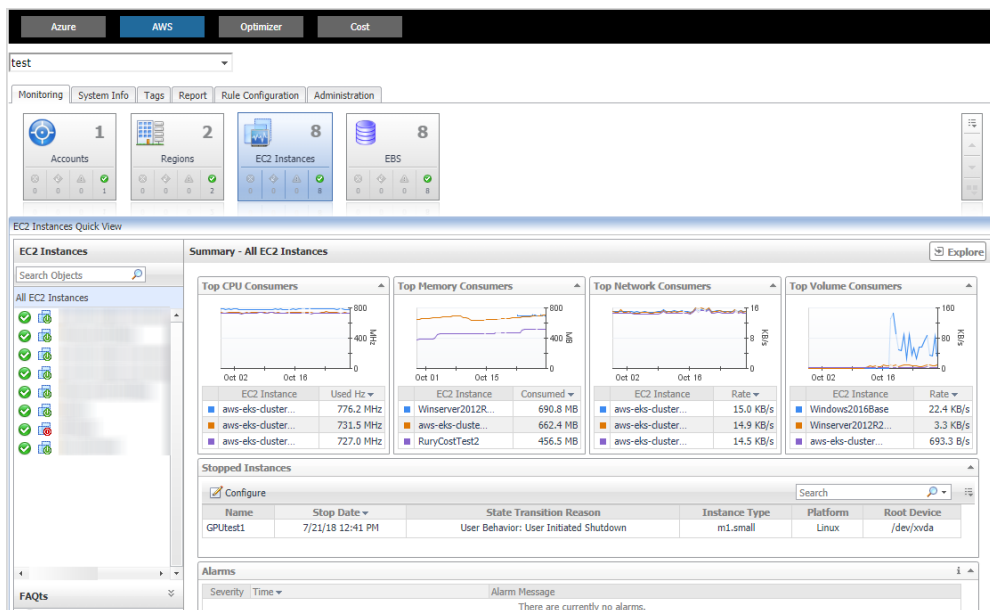 Azure AWS Optimizer Cost
test
Monitoring System Info Tags Report Rule Configuration Administration
1 2 8 8
Accounts Regions EC2 Instances EBS
0 0 0 1 0 0 0 2 0 0 0 8 0 0 0 8
EC2 Instances Quick View
EC2 Instances
Search Objects
All EC2 Instances
FAQts
Summary - All EC2 Instances Explore
Top CPU Consumers
800
400
0
MHz
Oct 02 Oct 16
EC2 Instance Used Hz
aws-eks-cluster... 776.2 MHz
aws-eks-cluster... 731.5 MHz
aws-eks-cluster... 727.0 MHz
Top Memory Consumers
800
400
0
MB
Oct 01 Oct 15
EC2 Instance Consumed
Winserver2012R... 690.8 MB
aws-eks-cluste... 662.4 MB
RuryCostTest2 456.5 MB
Top Network Consumers
16
8
0
KB/s
Oct 02 Oct 16
EC2 Instance Rate
aws-eks-cluster... 15.0 KB/s
aws-eks-cluster... 14.9 KB/s
aws-eks-cluster... 14.5 KB/s
Top Volume Consumers
160
80
0
KB/s
Oct 02 Oct 16
EC2 Instance Rate
Windows2016Base 22.4 KB/s
Winserver2012R2... 3.3 KB/s
aws-eks-cluster... 693.3 B/s
Stopped Instances
Configure Search
Name Stop Date State Transition Reason Instance Type Platform Root Device
GPUtest1 7/21/18 12:41 PM User Behavior: User Initiated Shutdown m1.small Linux /dev/xvda
Alarms
Severity Time Alarm Message
There are currently no alarms.